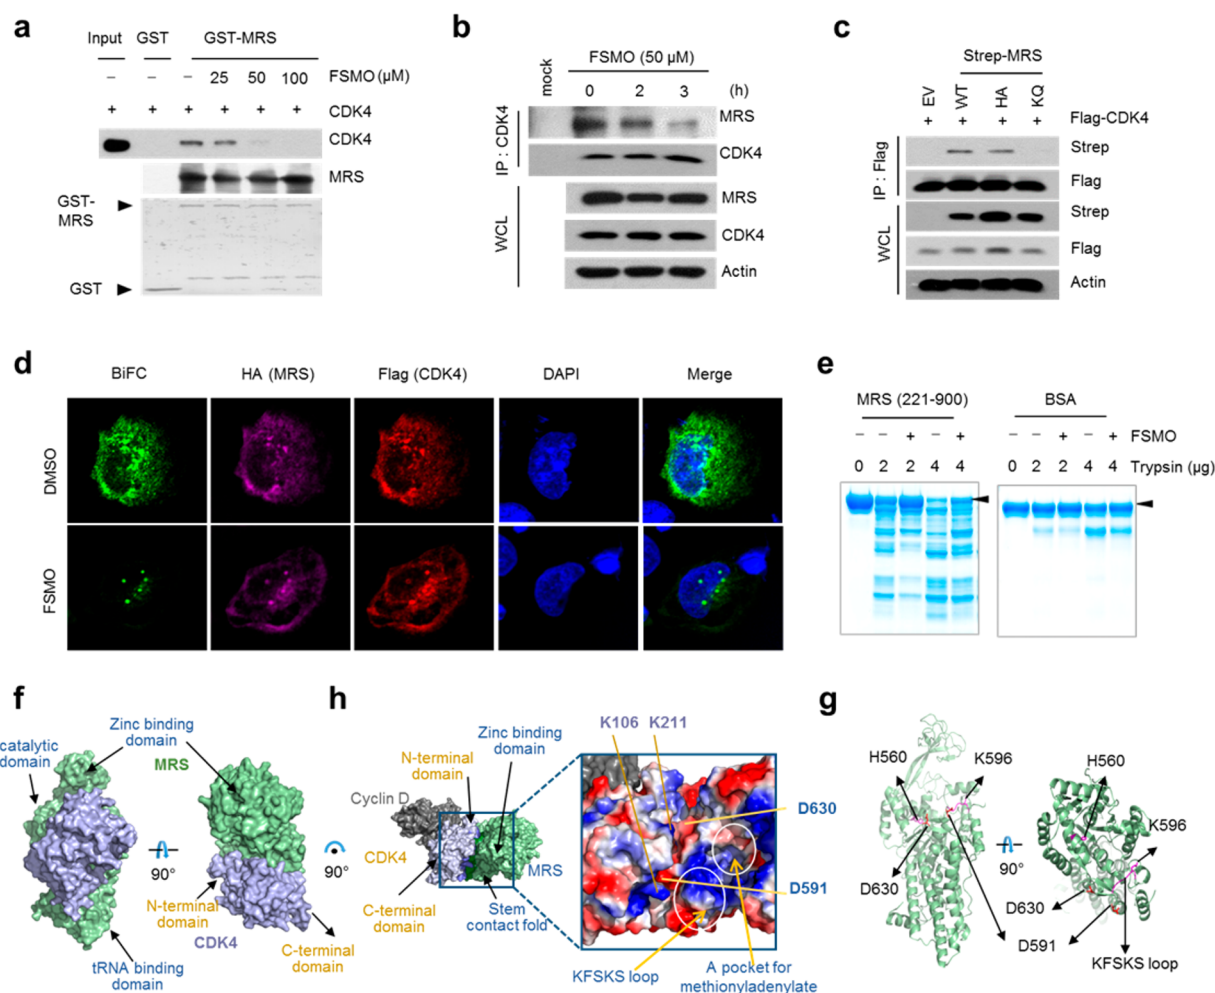 a
Input GST GST-MRS
– – – 25 50 100 FSMO (µM)
+ + + + + + CDK4
CDK4
MRS
GST-
MRS
GST
b
mock
FSMO (50 µM)
0 2 3 (h)
IP : CDK4
MRS
CDK4
WCL
MRS
CDK4
Actin
c
Strep-MRS
EV WT HA KQ
+ + + + Flag-CDK4
IP : Flag
Strep
Flag
WCL
Strep
Flag
Actin
d
BiFC HA (MRS) Flag (CDK4) DAPI Merge
DMSO
FSMO
e
MRS (221-900) BSA
– – + – + – – + – + FSMO
0 2 2 4 4 0 2 2 4 4 Trypsin (µg)
f
Zinc binding
domain
catalytic
domain
MRS
90°
N-terminal
domain
CDK4
C-terminal
domain
tRNA binding
domain
90°
h
K106 K211
Zinc binding
domain
N-terminal
domain
Cyclin D
CDK4
MRS
C-terminal
domain
Stem
contact fold
D630
D591
KFSKS loop
A pocket for
methionyladenylate
g
H560 K596
D630
D591
90°
H560
K596
D630
KFSKS loop